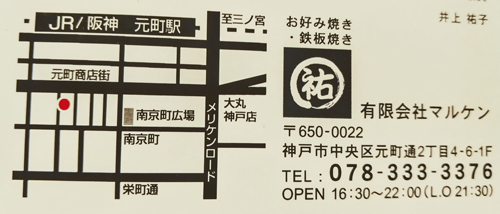 JR/阪神 元町駅
至三ノ宮
元町商店街
南京町広場
大丸
神戸店
南京町
メリケンロード
栄町通
井上 祐子
お好み焼き
・鉄板焼き
祐
有限会社マルケン
〒650-0022
神戸市中央区元町通2丁目4-6-1F
TEL : 078-333-3376
OPEN 16:30〜22:00(L.O 21:30)